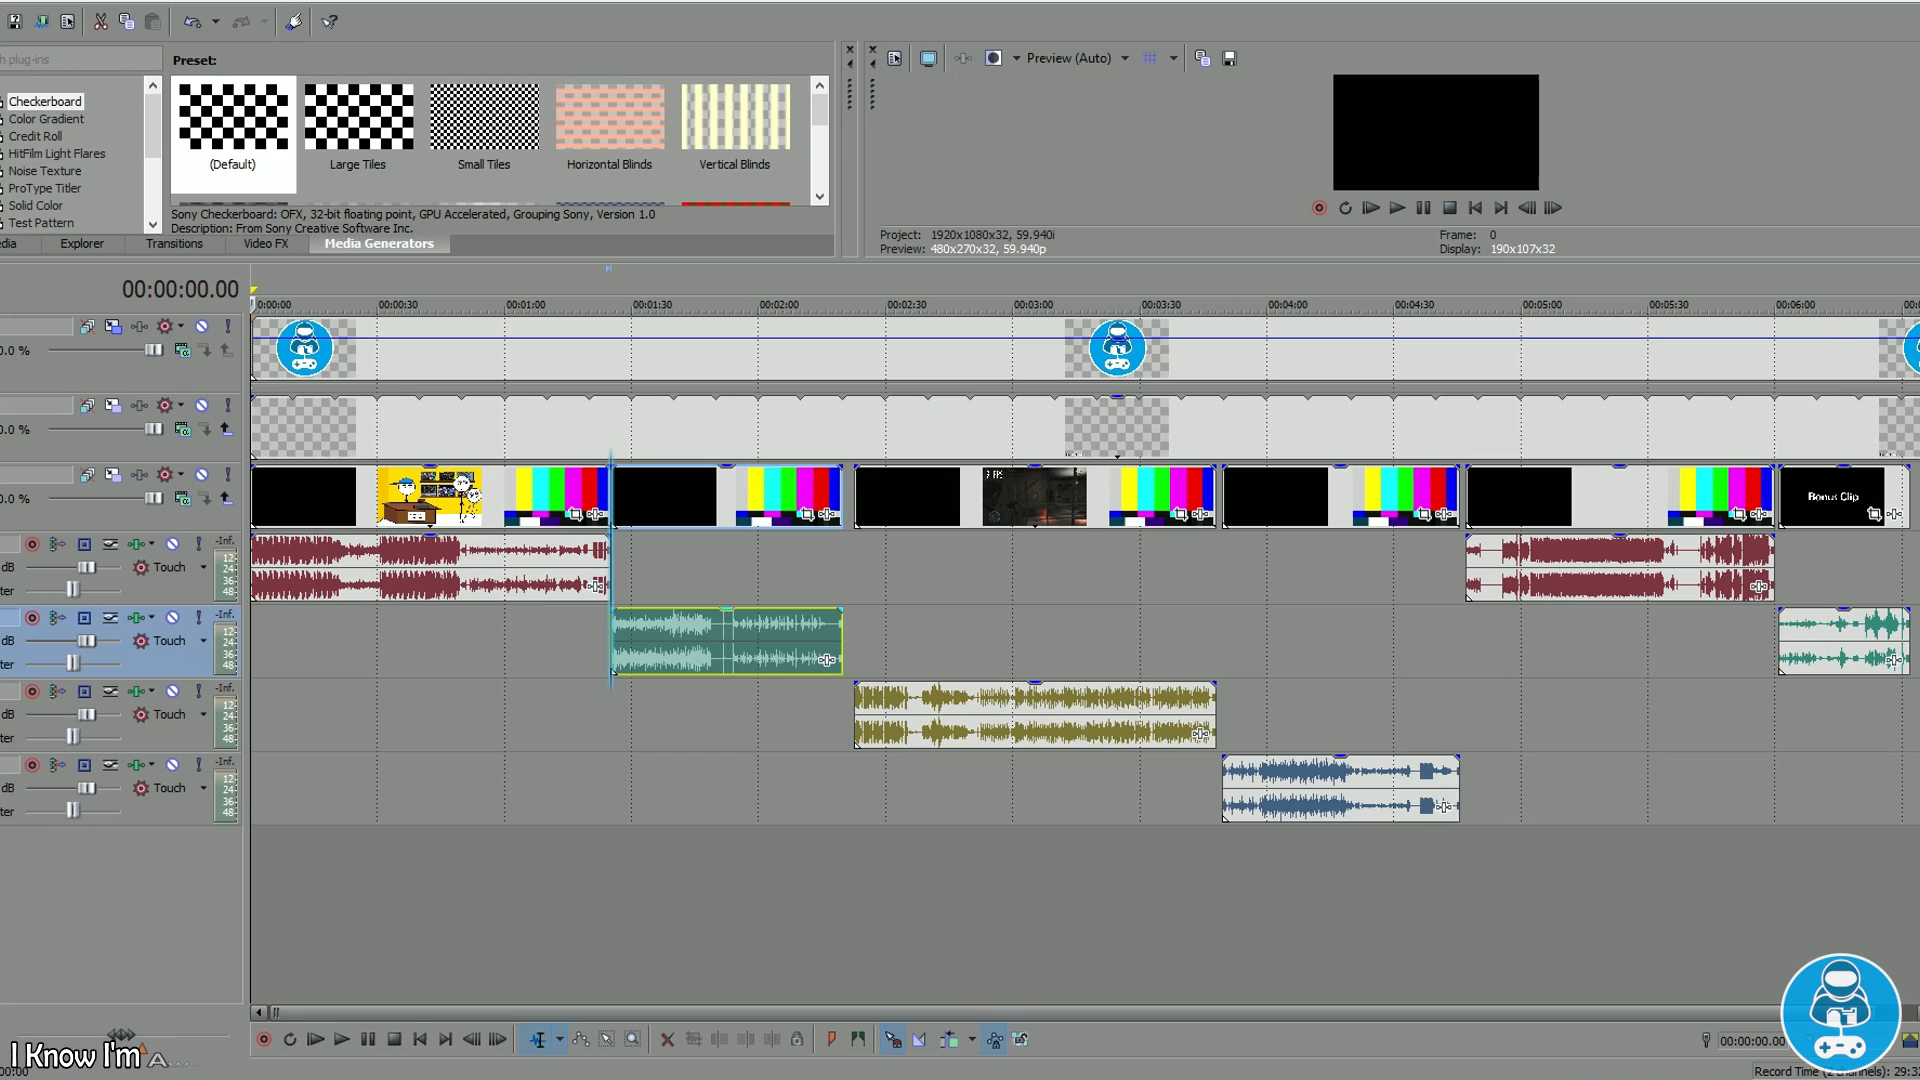 h plug-ins
Preset:
Checkerboard
Color Gradient
Credit Roll
HitFilm Light Flares
Noise Texture
ProType Titler
Solid Color
Test Pattern
(Default)
Large Tiles
Small Tiles
Horizontal Blinds
Vertical Blinds
Sony Checkerboard: OFX, 32-bit floating point, GPU Accelerated, Grouping Sony, Version 1.0
Description: From Sony Creative Software Inc.
dia
Explorer
Transitions
Video FX
Media Generators
Preview (Auto)
Project: 1920x1080x32, 59.940i
Preview: 480x270x32, 59.940p
Frame: 0
Display: 190x107x32
00:00:00.00
0:00:00
00:00:30
00:01:00
00:01:30
00:02:00
00:02:30
00:03:00
00:03:30
00:04:00
00:04:30
00:05:00
00:05:30
00:06:00
0.0 %
0.0 %
0.0 %
Bonus Clip
dB
Touch
ter
-Inf.
12
24
36
48
dB
Touch
ter
-Inf.
12
24
36
48
dB
Touch
ter
-Inf.
12
24
36
48
dB
Touch
ter
-Inf.
12
24
36
48
I Know I'm A
00:00:00.00
Record Time (2 channels): 29:3